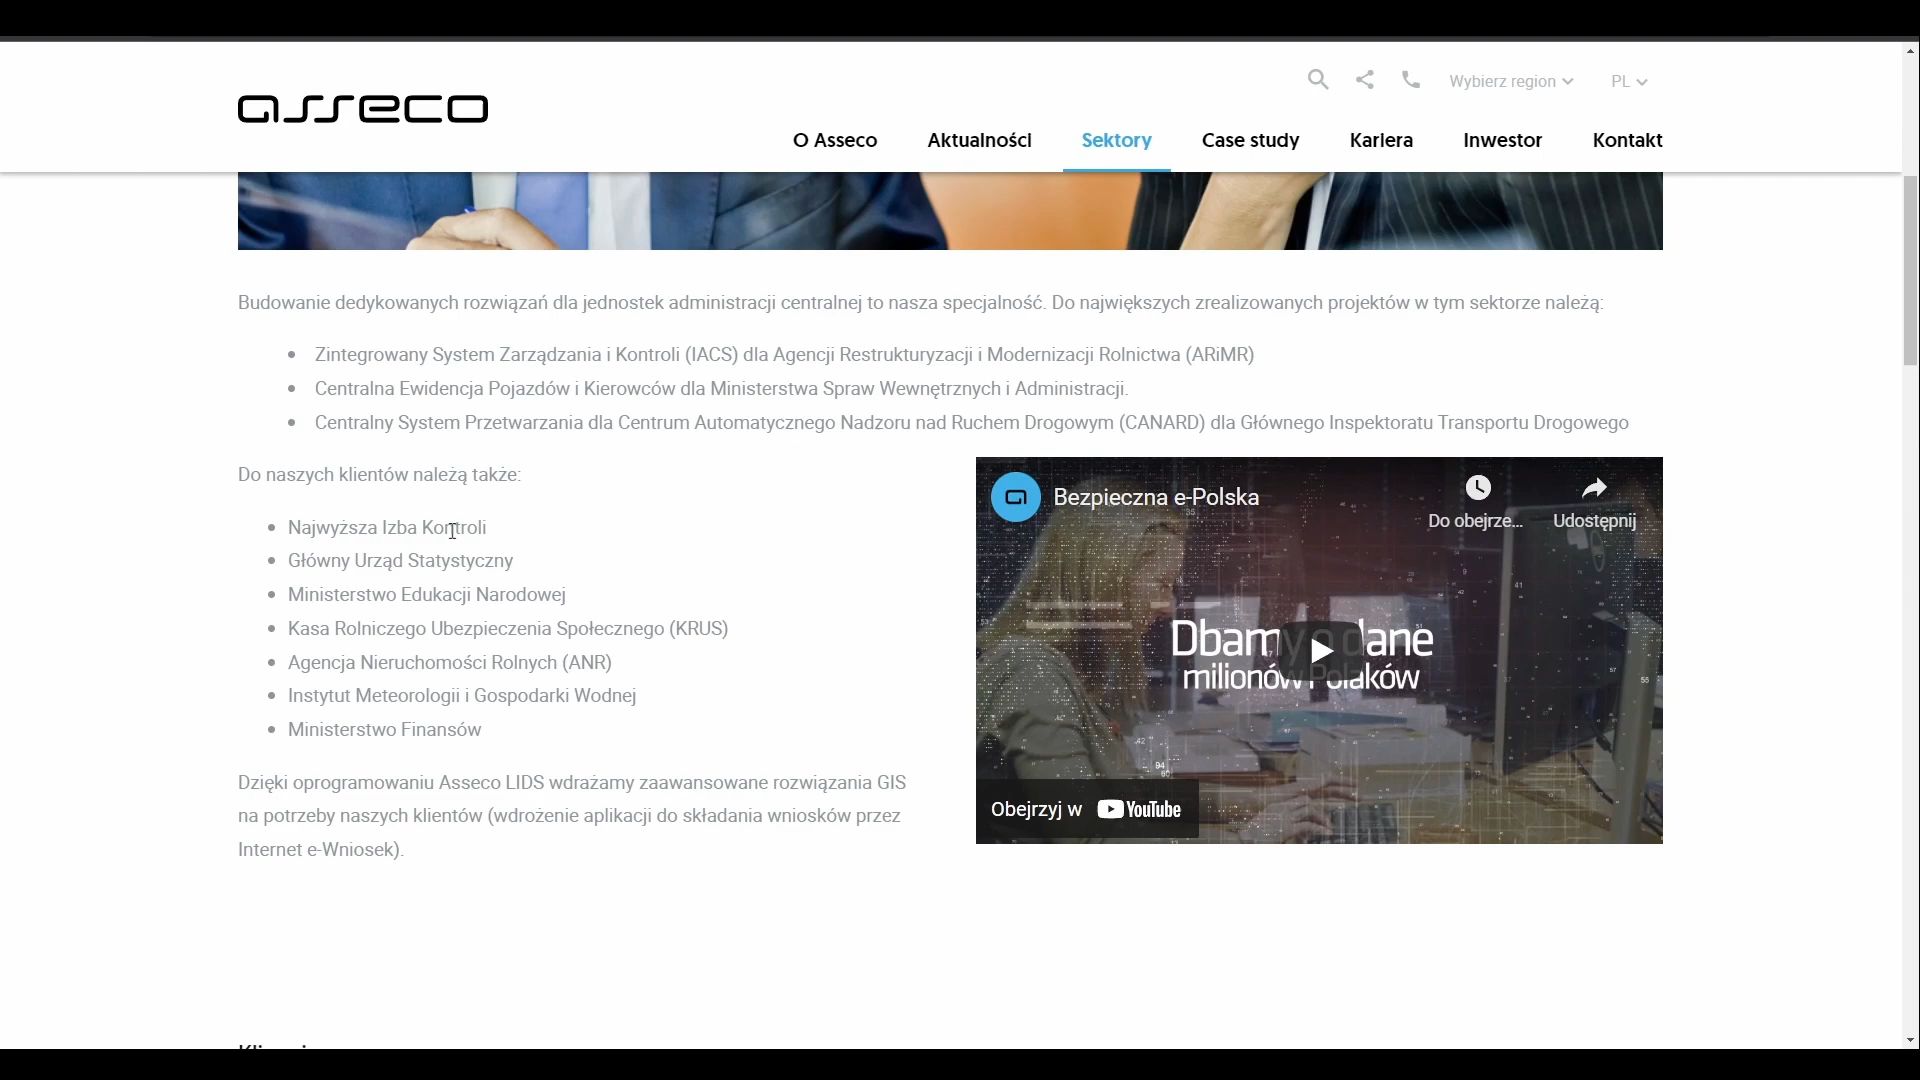 asseco
Wybierz region
PL
O Asseco
Aktualności
Sektory
Case study
Kariera
Inwestor
Kontakt
Budowanie dedykowanych rozwiązań dla jednostek administracji centralnej to nasza specjalność. Do największych zrealizowanych projektów w tym sektorze należą:
Zintegrowany System Zarządzania i Kontroli (IACS) dla Agencji Restrukturyzacji i Modernizacji Rolnictwa (ARiMR)
Centralna Ewidencja Pojazdów i Kierowców dla Ministerstwa Spraw Wewnętrznych i Administracji.
Centralny System Przetwarzania dla Centrum Automatycznego Nadzoru nad Ruchem Drogowym (CANARD) dla Głównego Inspektoratu Transportu Drogowego
Do naszych klientów należą także:
Najwyższa Izba Kontroli
Główny Urząd Statystyczny
Ministerstwo Edukacji Narodowej
Kasa Rolniczego Ubezpieczenia Społecznego (KRUS)
Agencja Nieruchomości Rolnych (ANR)
Instytut Meteorologii i Gospodarki Wodnej
Ministerstwo Finansów
Dzięki oprogramowaniu Asseco LIDS wdrażamy zaawansowane rozwiązania GIS
na potrzeby naszych klientów (wdrożenie aplikacji do składania wniosków przez
Internet e-Wniosek).
Bezpieczna e-Polska
Do obejrze...
Udostępnij
Dbamy o dane
milionów Polaków
Obejrzyj w YouTube